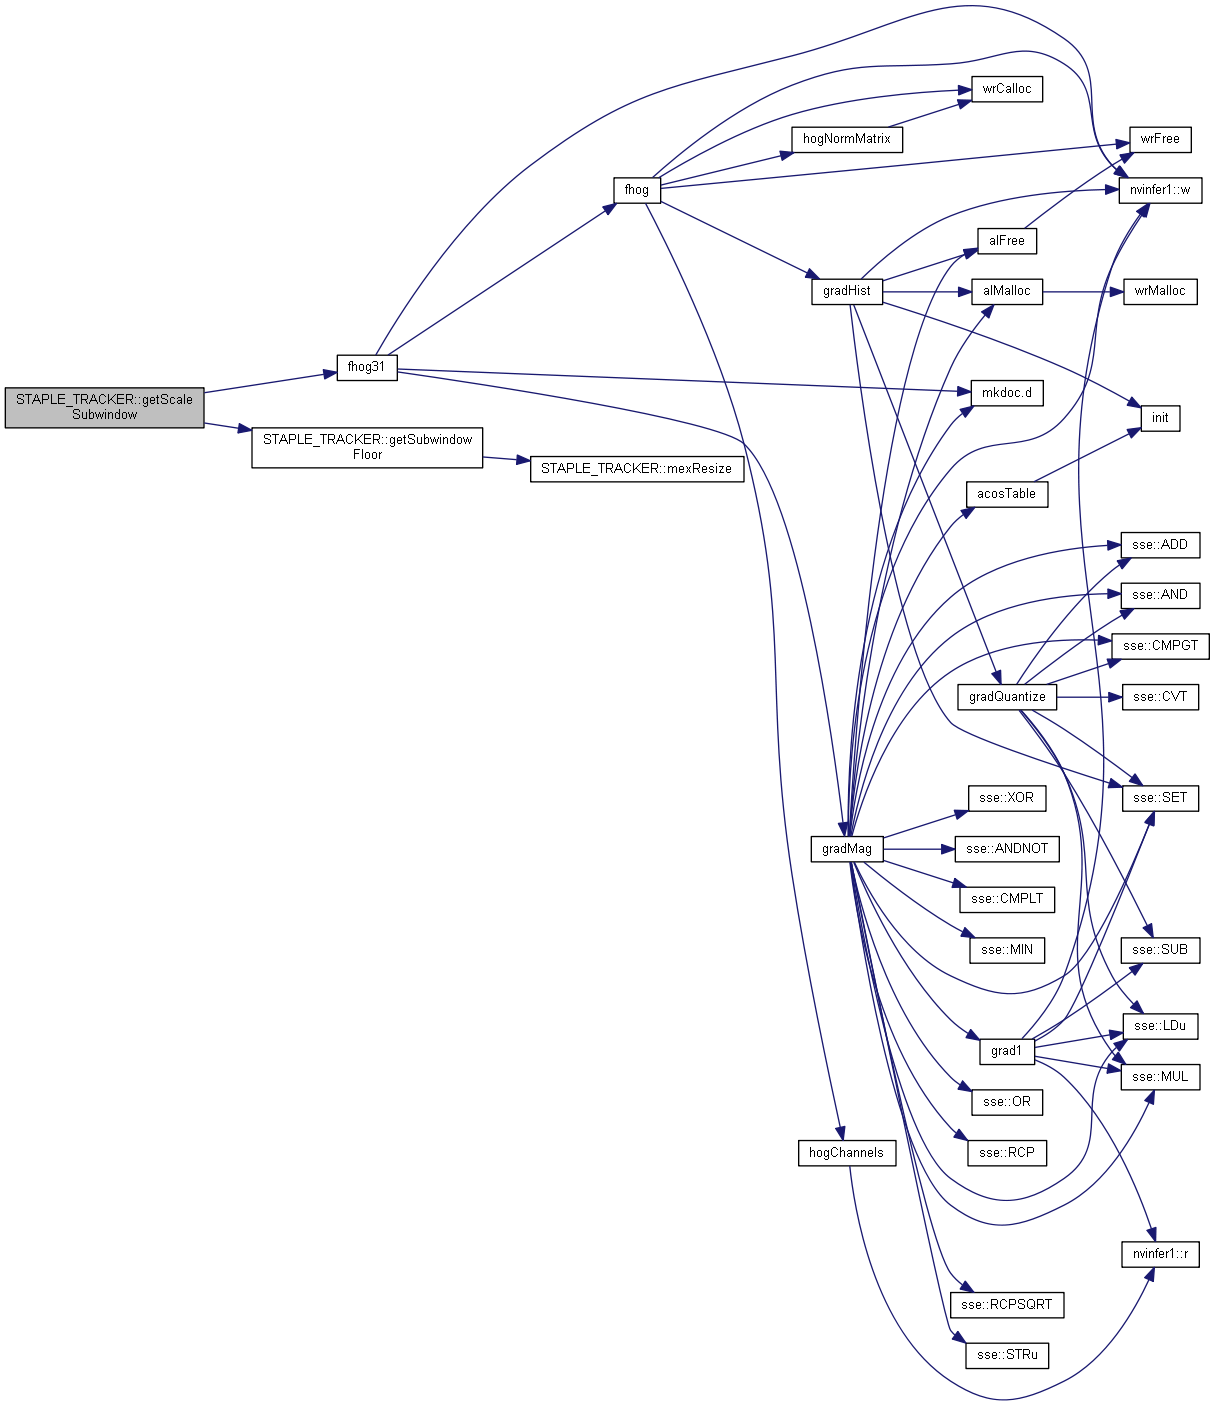 wrCalloc
hogNormMatrix
wrFree
fhog
nvinfer1::w
alFree
gradHist
alMalloc
wrMalloc
fhog31
mkdoc.d
STAPLE_TRACKER::getScale
Subwindow
init
STAPLE_TRACKER::getSubwindow
Floor
STAPLE_TRACKER::mexResize
acosTable
sse::ADD
sse::AND
sse::CMPGT
gradQuantize
sse::CVT
sse::XOR
sse::SET
gradMag
sse::ANDNOT
sse::CMPLT
sse::MIN
sse::SUB
sse::LDu
grad1
sse::MUL
sse::OR
hogChannels
sse::RCP
nvinfer1::r
sse::RCPSQRT
sse::STRu